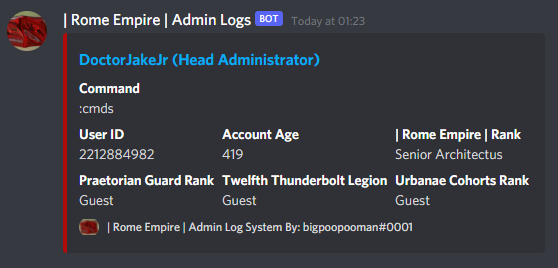 | Rome Empire | Admin Logs BOT Today at 01:23
DoctorJakeJr (Head Administrator)
Command
:cmds
User ID Account Age | Rome Empire | Rank
2212884982 419 Senior Architectus
Praetorian Guard Rank Twelfth Thunderbolt Legion Urbanae Cohorts Rank
Guest Guest Guest
| Rome Empire | Admin Log System By: bigpoopooman#0001